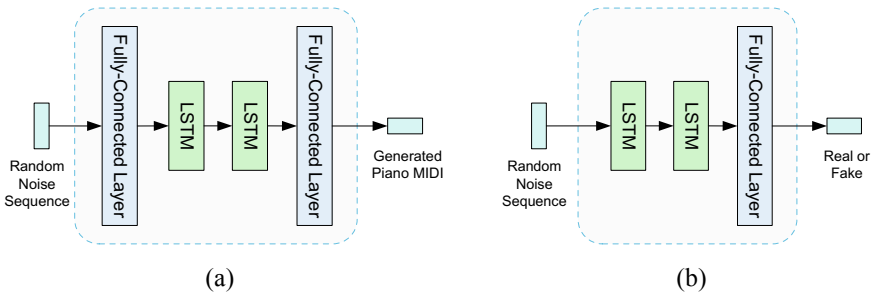 Random
Noise
Sequence
Fully-Connected Layer
LSTM
LSTM
Fully-Connected Layer
Generated
Piano MIDI
(a)
Random
Noise
Sequence
LSTM
LSTM
Fully-Connected Layer
Real or
Fake
(b)